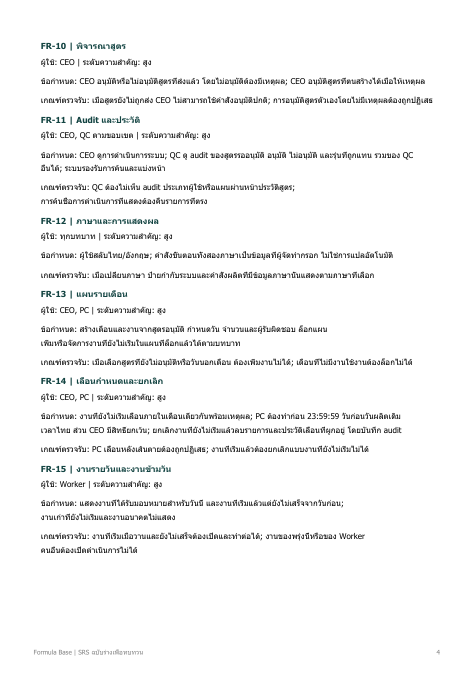 FR-10 | พิจารณาสูตร
ผู้ใช้: CEO | ระดับความสำคัญ: สูง
ข้อกำหนด: CEO อนุมัติหรือไม่อนุมัติสูตรที่ส่งแล้ว โดยไม่อนุมัติต้องมีเหตุผล; CEO อนุมัติสูตรที่ตนสร้างได้เมื่อให้เหตุผล
เกณฑ์ตรวจรับ: เมื่อสูตรยังไม่ถูกส่ง CEO ไม่สามารถใช้คำสั่งอนุมัติปกติ; การอนุมัติสูตรตัวเองโดยไม่มีเหตุผลต้องถูกปฏิเสธ
FR-11 | Audit และประวัติ
ผู้ใช้: CEO, QC ตามขอบเขต | ระดับความสำคัญ: สูง
ข้อกำหนด: CEO ดูการดำเนินการระบบ; QC ดู audit ของสูตรรออนุมัติ อนุมัติ ไม่อนุมัติ และรุ่นที่ถูกแทน รวมของ QC
อื่นได้; ระบบรองรับการค้นและแบ่งหน้า
เกณฑ์ตรวจรับ: QC ต้องไม่เห็น audit ประเภทผู้ใช้หรือแผนผ่านหน้าประวัติสูตร;
การค้นชื่อการดำเนินการที่แสดงต้องคืนรายการที่ตรง
FR-12 | ภาษาและการแสดงผล
ผู้ใช้: ทุกบทบาท | ระดับความสำคัญ: สูง
ข้อกำหนด: ผู้ใช้สลับไทย/อังกฤษ; คำสั่งขั้นตอนทั้งสองภาษาเป็นข้อมูลที่ผู้จัดทำกรอก ไม่ใช่การแปลอัตโนมัติ
เกณฑ์ตรวจรับ: เมื่อเปลี่ยนภาษา ป้ายกำกับระบบและคำสั่งผลิตที่มีข้อมูลภาษานั้นแสดงตามภาษาที่เลือก
FR-13 | แผนรายเดือน
ผู้ใช้: CEO, PC | ระดับความสำคัญ: สูง
ข้อกำหนด: สร้างเดือนและงานจากสูตรอนุมัติ กำหนดวัน จำนวนและผู้รับผิดชอบ ล็อกแผน
เพิ่มหรือจัดการงานที่ยังไม่เริ่มในแผนที่ล็อกแล้วได้ตามบทบาท
เกณฑ์ตรวจรับ: เมื่อเลือกสูตรที่ยังไม่อนุมัติหรือวันนอกเดือน ต้องเพิ่มงานไม่ได้; เดือนที่ไม่มีงานใช้งานต้องล็อกไม่ได้
FR-14 | เลื่อนกำหนดและยกเลิก
ผู้ใช้: CEO, PC | ระดับความสำคัญ: สูง
ข้อกำหนด: งานที่ยังไม่เริ่มเลื่อนภายในเดือนเดียวกันพร้อมเหตุผล; PC ต้องทำก่อน 23:59:59 วันก่อนวันผลิตเดิม
เวลาไทย ส่วน CEO มีสิทธิยกเว้น; ยกเลิกงานที่ยังไม่เริ่มแล้วลบรายการและประวัติเลื่อนที่ผูกอยู่ โดยบันทึก audit
เกณฑ์ตรวจรับ: PC เลื่อนหลังเส้นตายต้องถูกปฏิเสธ; งานที่เริ่มแล้วต้องยกเลิกแบบงานที่ยังไม่เริ่มไม่ได้
FR-15 | งานรายวันและงานข้ามวัน
ผู้ใช้: Worker | ระดับความสำคัญ: สูง
ข้อกำหนด: แสดงงานที่ได้รับมอบหมายสำหรับวันนี้ และงานที่เริ่มแล้วแต่ยังไม่เสร็จจากวันก่อน;
งานเก่าที่ยังไม่เริ่มและงานอนาคตไม่แสดง
เกณฑ์ตรวจรับ: งานที่เริ่มเมื่อวานและยังไม่เสร็จต้องเปิดและทำต่อได้; งานของพรุ่งนี้หรือของ Worker
คนอื่นต้องเปิดดำเนินการไม่ได้
Formula Base | SRS ฉบับร่างเพื่อทบทวน
4